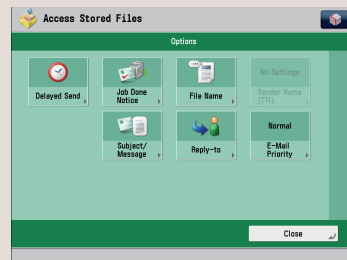 Access Stored Files
Options
Delayed Send
Job Done
Notice
File Name
No Settings
Sender Name
(TTI)
Subject/
Message
Reply-to
Normal
E-Mail
Priority
Close